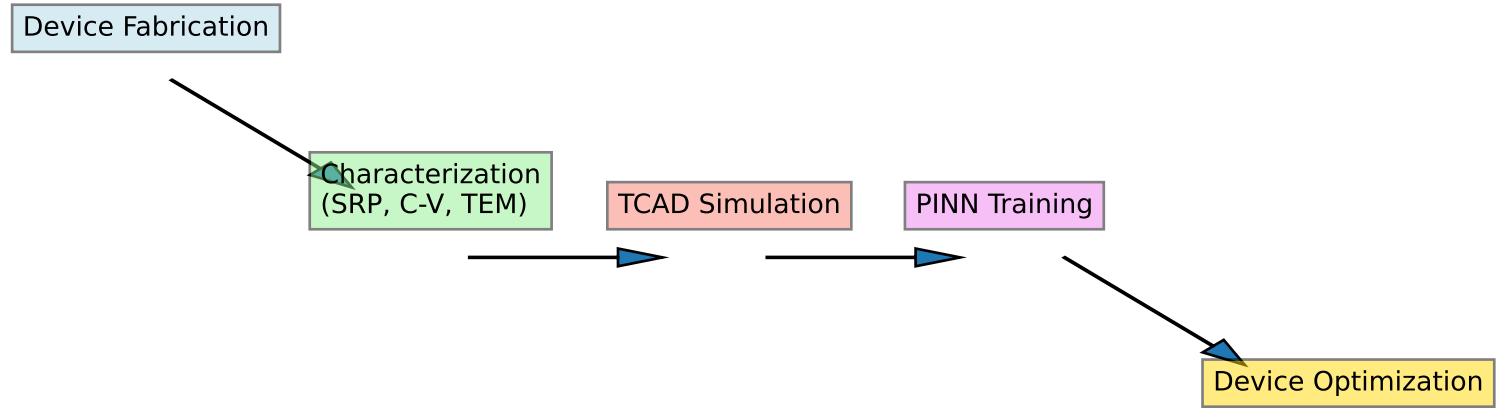 Device Fabrication
Characterization
(SRP, C-V, TEM)
TCAD Simulation
PINN Training
Device Optimization